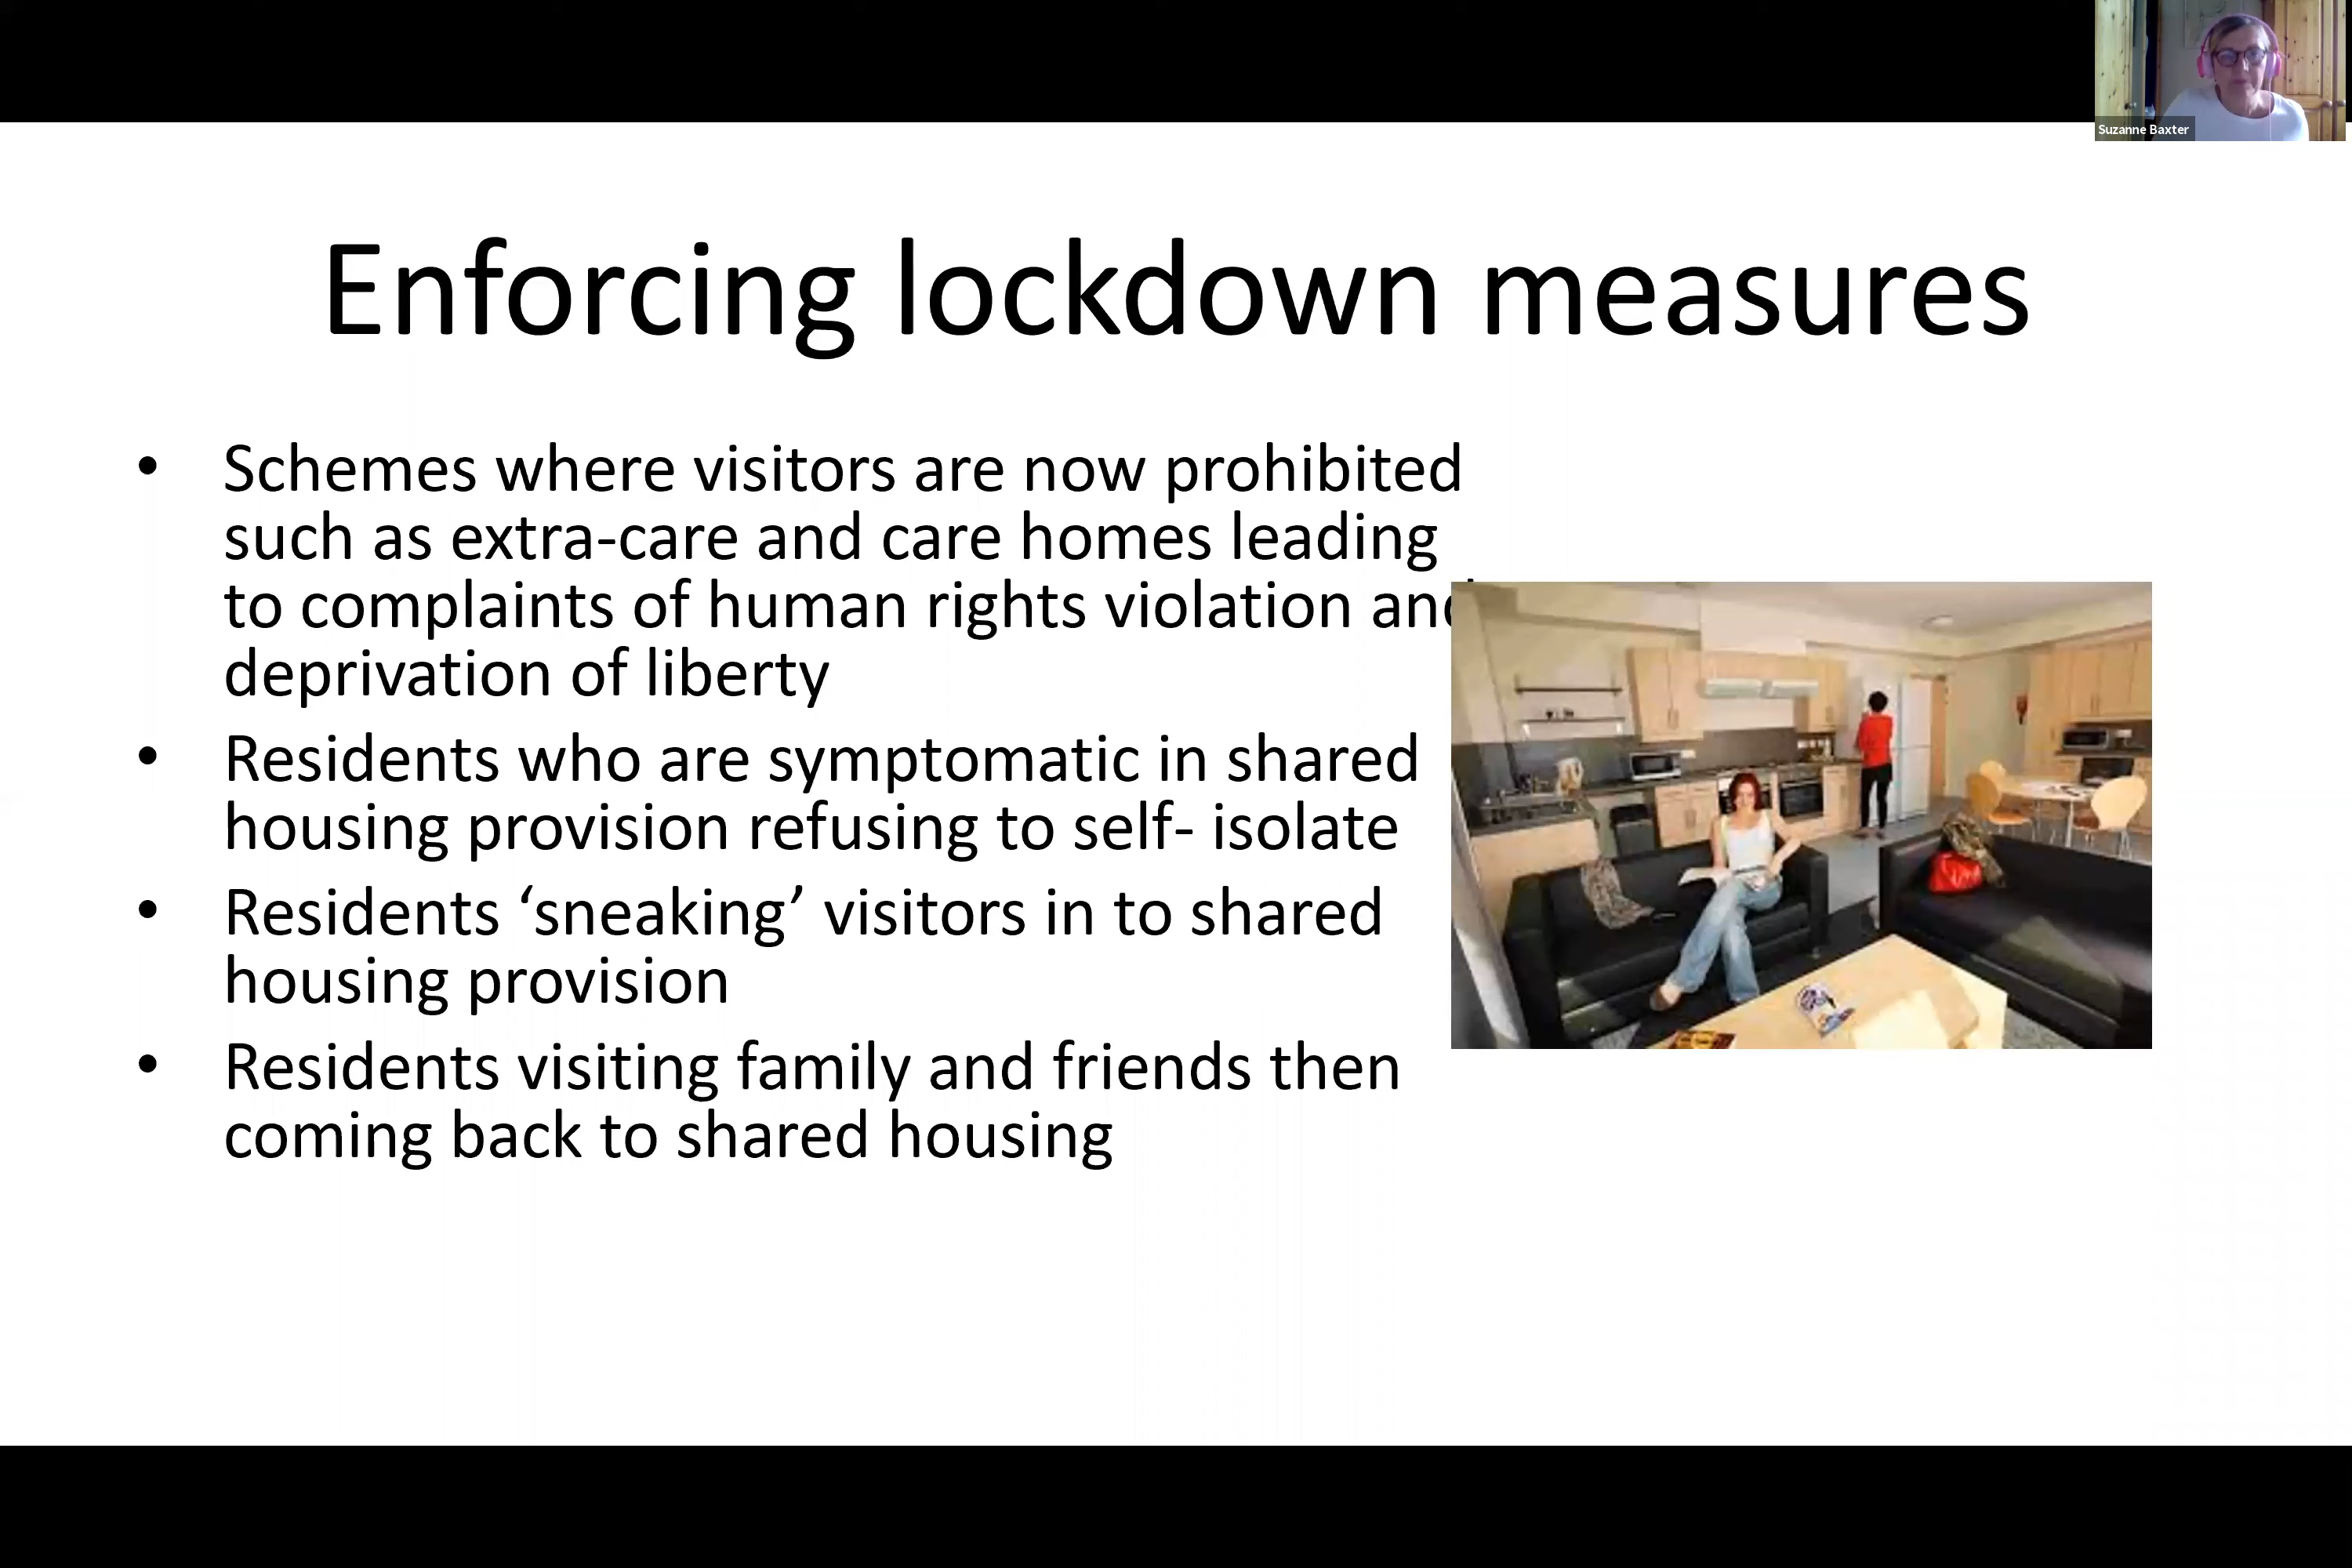 Suzanne Baxter
Enforcing lockdown measures
• Schemes where visitors are now prohibited
such as extra-care and care homes leading
to complaints of human rights violation and
deprivation of liberty
• Residents who are symptomatic in shared
housing provision refusing to self- isolate
• Residents ‘sneaking’ visitors in to shared
housing provision
• Residents visiting family and friends then
coming back to shared housing